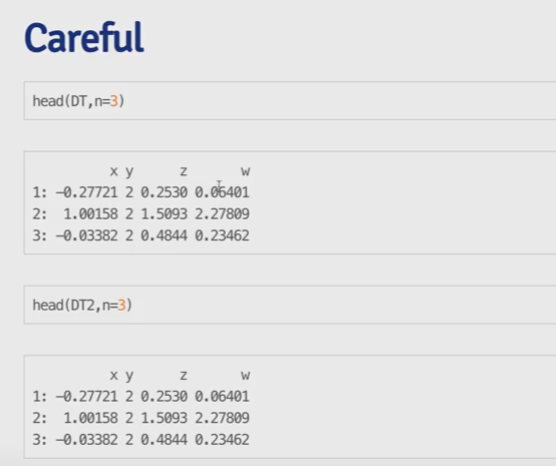 Careful
head(DT,n=3)
x y z w
1: -0.27721 2 0.2530 0.06401
2: 1.00158 2 1.5093 2.27809
3: -0.03382 2 0.4844 0.23462
head(DT2,n=3)
x y z w
1: -0.27721 2 0.2530 0.06401
2: 1.00158 2 1.5093 2.27809
3: -0.03382 2 0.4844 0.23462